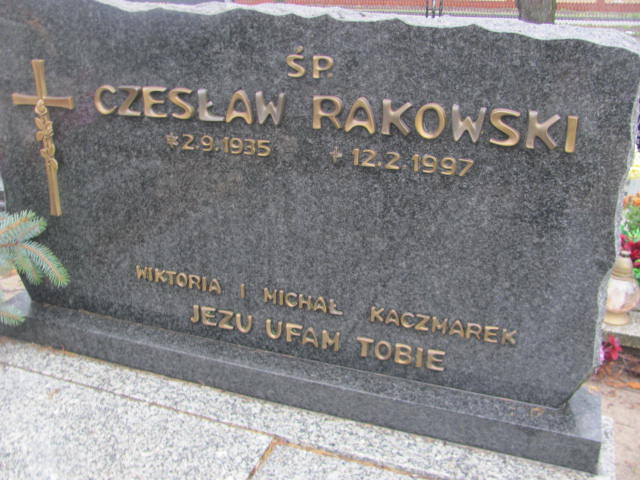 ŚP.
CZESŁAW RAKOWSKI
*2.9.1935 +12.2.1997
WIKTORIA I MICHAŁ KACZMAREK
JEZU UFAM TOBIE